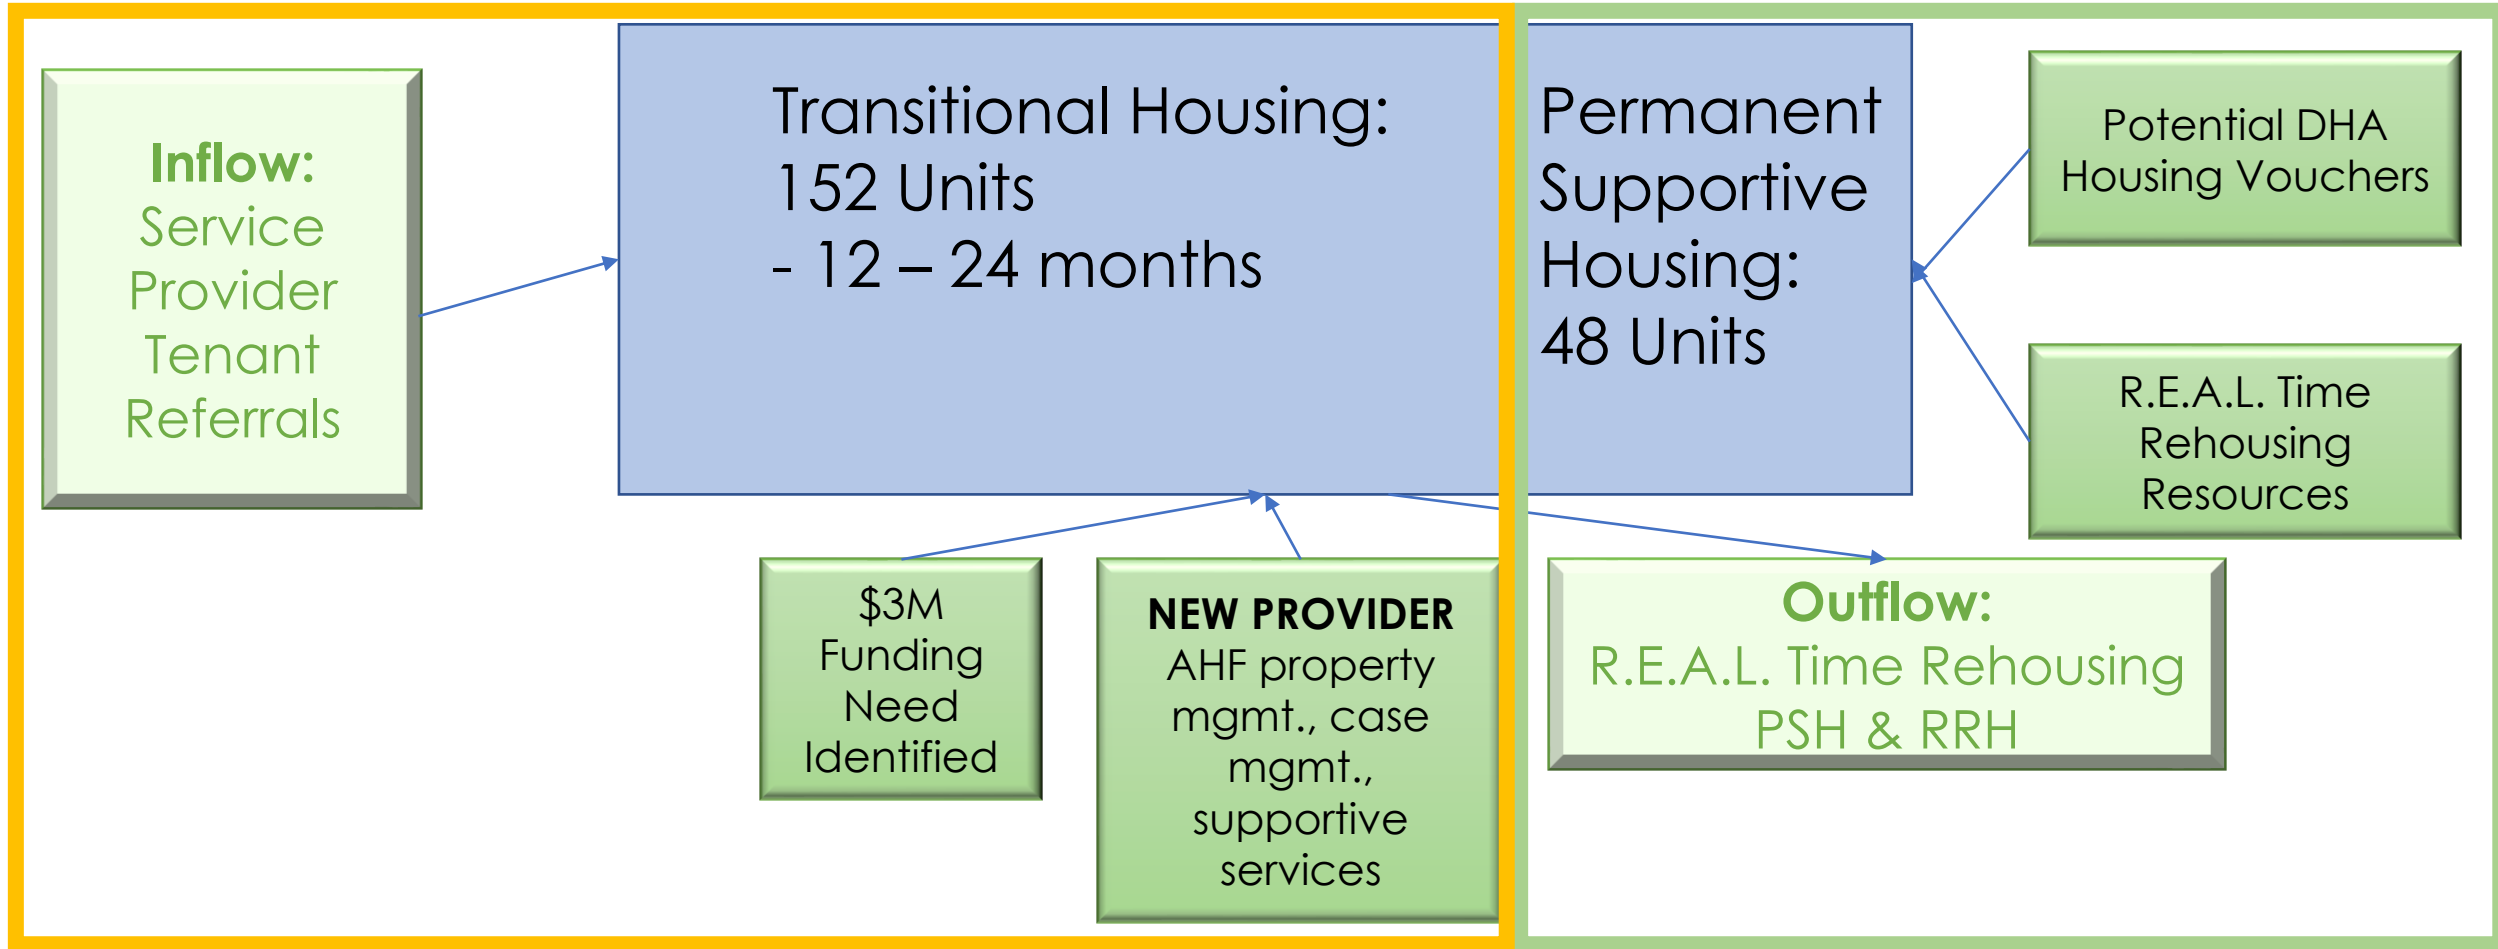 Inflow:
Service
Provider
Tenant
Referrals
Transitional Housing:
152 Units
- 12 – 24 months
Permanent
Supportive
Housing:
48 Units
Potential DHA
Housing Vouchers
R.E.A.L. Time
Rehousing
Resources
$3M
Funding
Need
Identified
NEW PROVIDER
AHF property
mgmt., case
mgmt.,
supportive
services
Outflow:
R.E.A.L. Time Rehousing
PSH & RRH